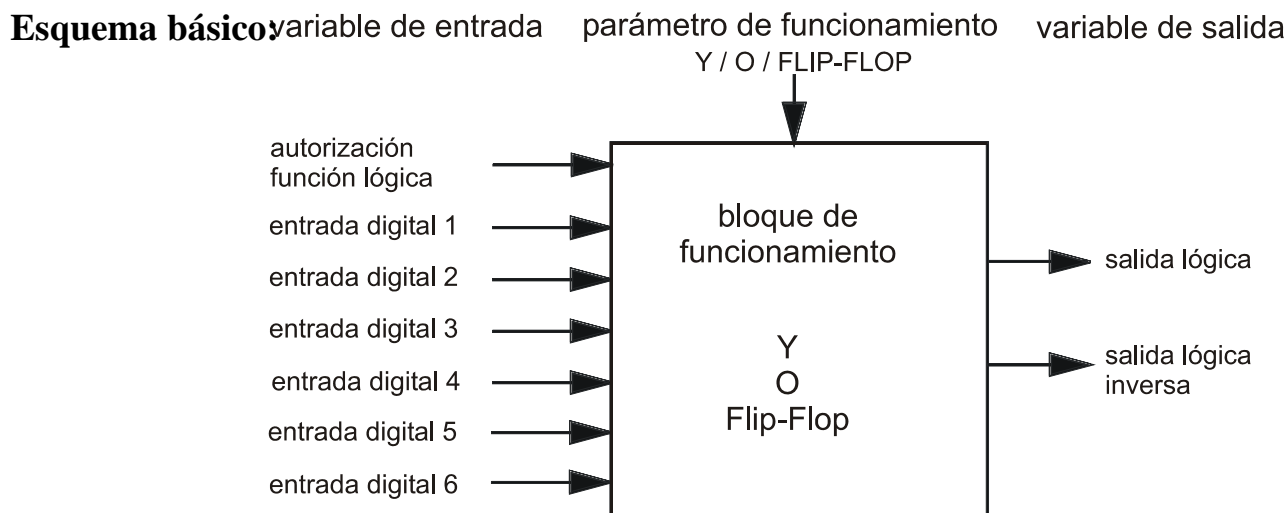 Esquema básico: variable de entrada parámetro de funcionamiento variable de salida
Y / O / FLIP-FLOP
autorización
función lógica
entrada digital 1
entrada digital 2
entrada digital 3
entrada digital 4
entrada digital 5
entrada digital 6
bloque de
funcionamiento
Y
O
Flip-Flop
salida lógica
salida lógica
inversa